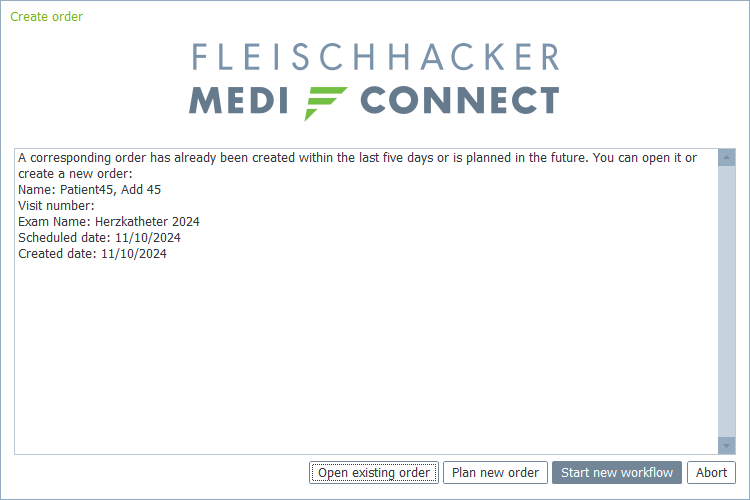 Create order
FLEISCHHACKER
MEDI CONNECT
A corresponding order has already been created within the last five days or is planned in the future. You can open it or
create a new order:
Name: Patient45, Add 45
Visit number:
Exam Name: Herzkatheter 2024
Scheduled date: 11/10/2024
Created date: 11/10/2024
Open existing order Plan new order Start new workflow Abort